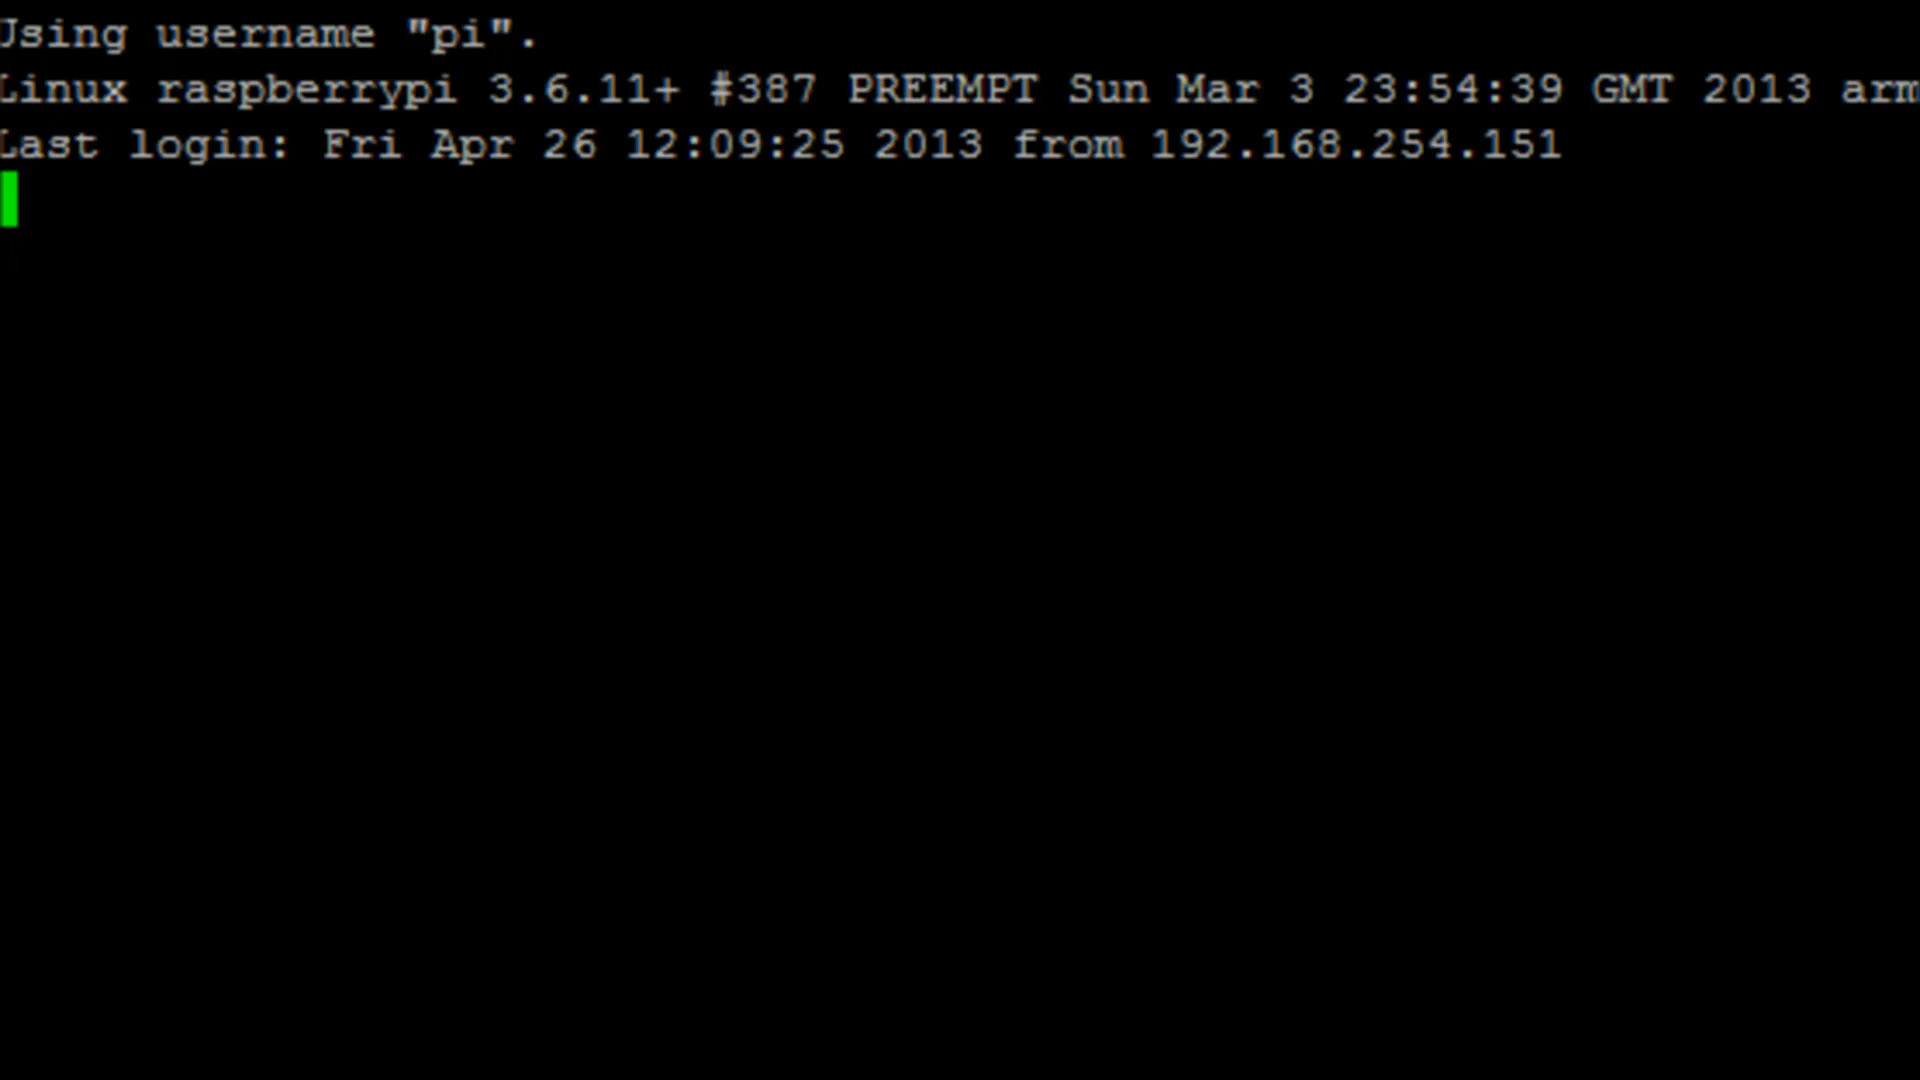 Using username "pi".
Linux raspberrypi 3.6.11+ #387 PREEMPT Sun Mar 3 23:54:39 GMT 2013 arm
Last login: Fri Apr 26 12:09:25 2013 from 192.168.254.151